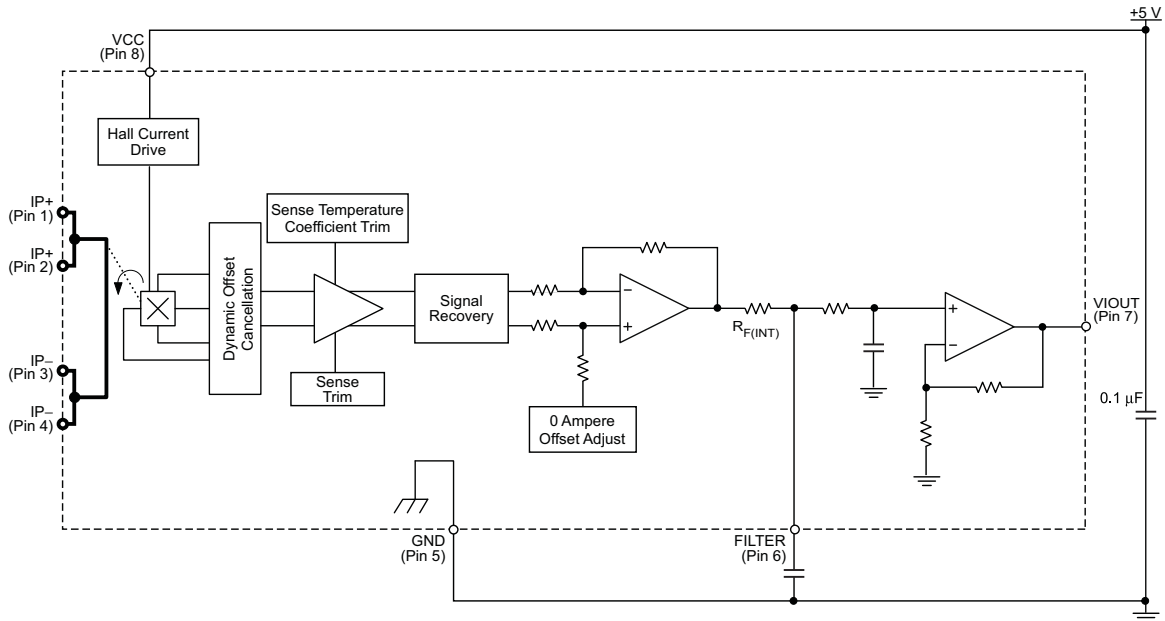 +5 V
VCC
(Pin 8)
Hall Current
Drive
IP+
(Pin 1)
IP+
(Pin 2)
IP–
(Pin 3)
IP–
(Pin 4)
Dynamic Offset
Cancellation
Sense Temperature
Coefficient Trim
Sense
Trim
Signal
Recovery
0 Ampere
Offset Adjust
–
+
RF(INT)
+
–
VIOUT
(Pin 7)
0.1 µF
GND
(Pin 5)
FILTER
(Pin 6)